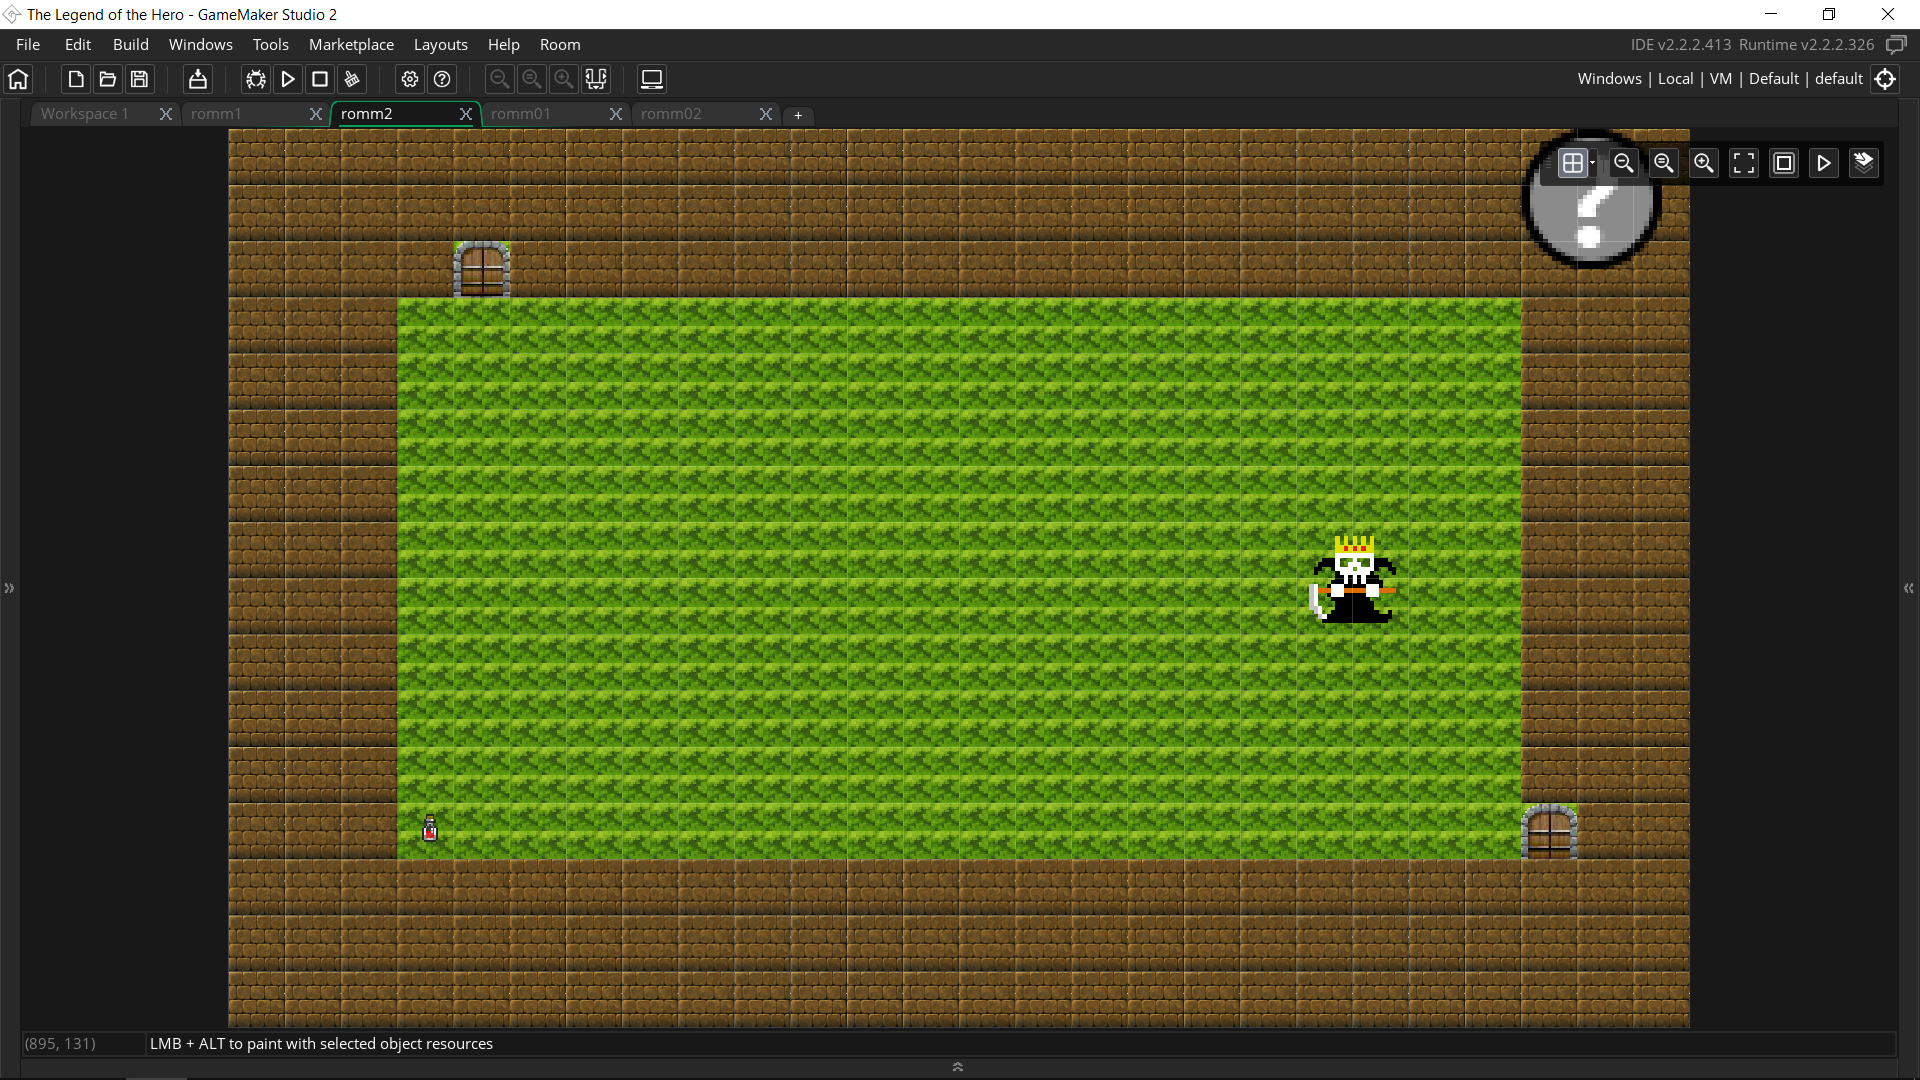 The Legend of the Hero - GameMaker Studio 2
File Edit Build Windows Tools Marketplace Layouts Help Room
IDE v2.2.2.413 Runtime v2.2.2.326
Windows | Local | VM | Default | default
Workspace 1 romm1 romm2 romm01 romm02 +
?
(895, 131) LMB + ALT to paint with selected object resources